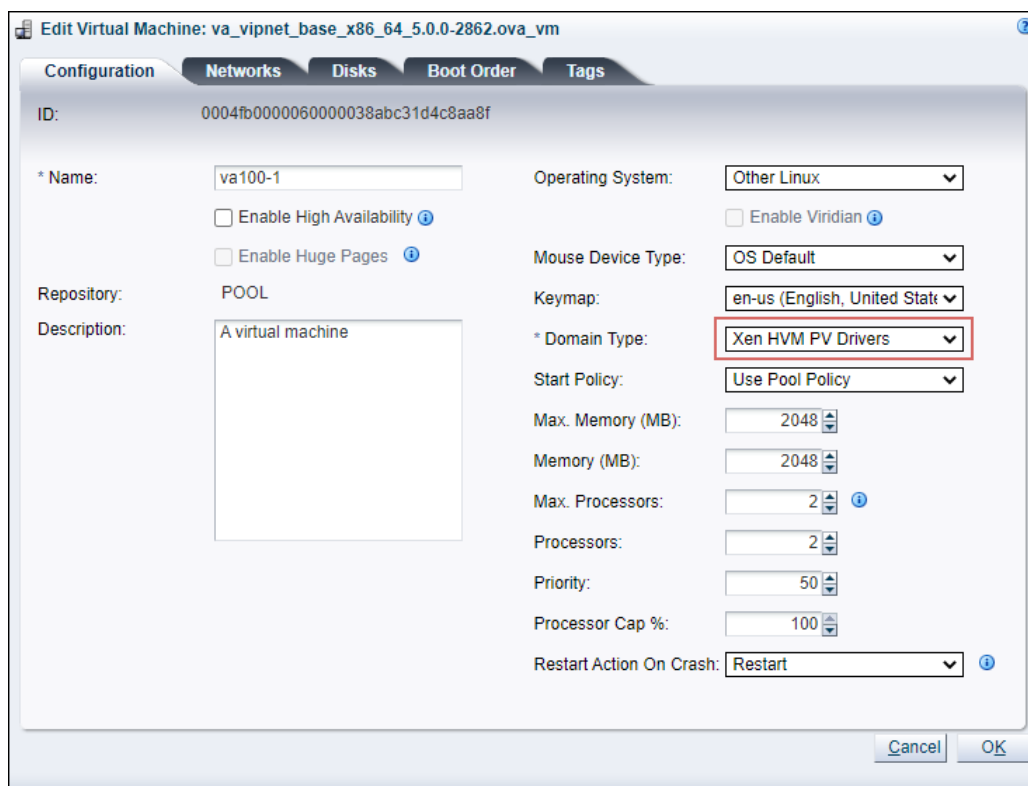 Edit Virtual Machine: va_vipnet_base_x86_64_5.0.0-2862.ova_vm
Configuration Networks Disks Boot Order Tags
ID: 0004fb0000060000038abc31d4c8aa8f
* Name: va100-1
Enable High Availability
Enable Huge Pages
Repository: POOL
Description: A virtual machine
Operating System: Other Linux
Enable Viridian
Mouse Device Type: OS Default
Keymap: en-us (English, United State
* Domain Type: Xen HVM PV Drivers
Start Policy: Use Pool Policy
Max. Memory (MB): 2048
Memory (MB): 2048
Max. Processors: 2
Processors: 2
Priority: 50
Processor Cap %: 100
Restart Action On Crash: Restart
Cancel OK